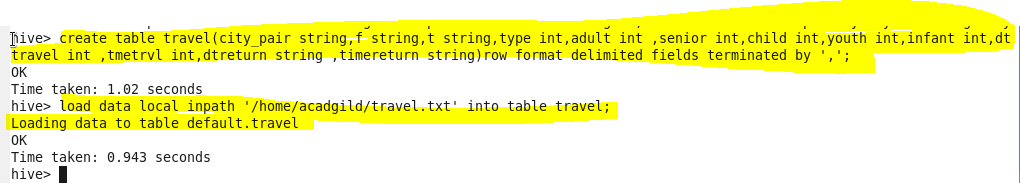 hive> create table travel(city_pair string,f string,t string,type int,adult int ,senior int,child int,youth int,infant int,dt
travel int ,tmetrvl int,dtreturn string ,timereturn string)row format delimited fields terminated by ',';
OK
Time taken: 1.02 seconds
hive> load data local inpath '/home/acadgild/travel.txt' into table travel;
Loading data to table default.travel
OK
Time taken: 0.943 seconds
hive>